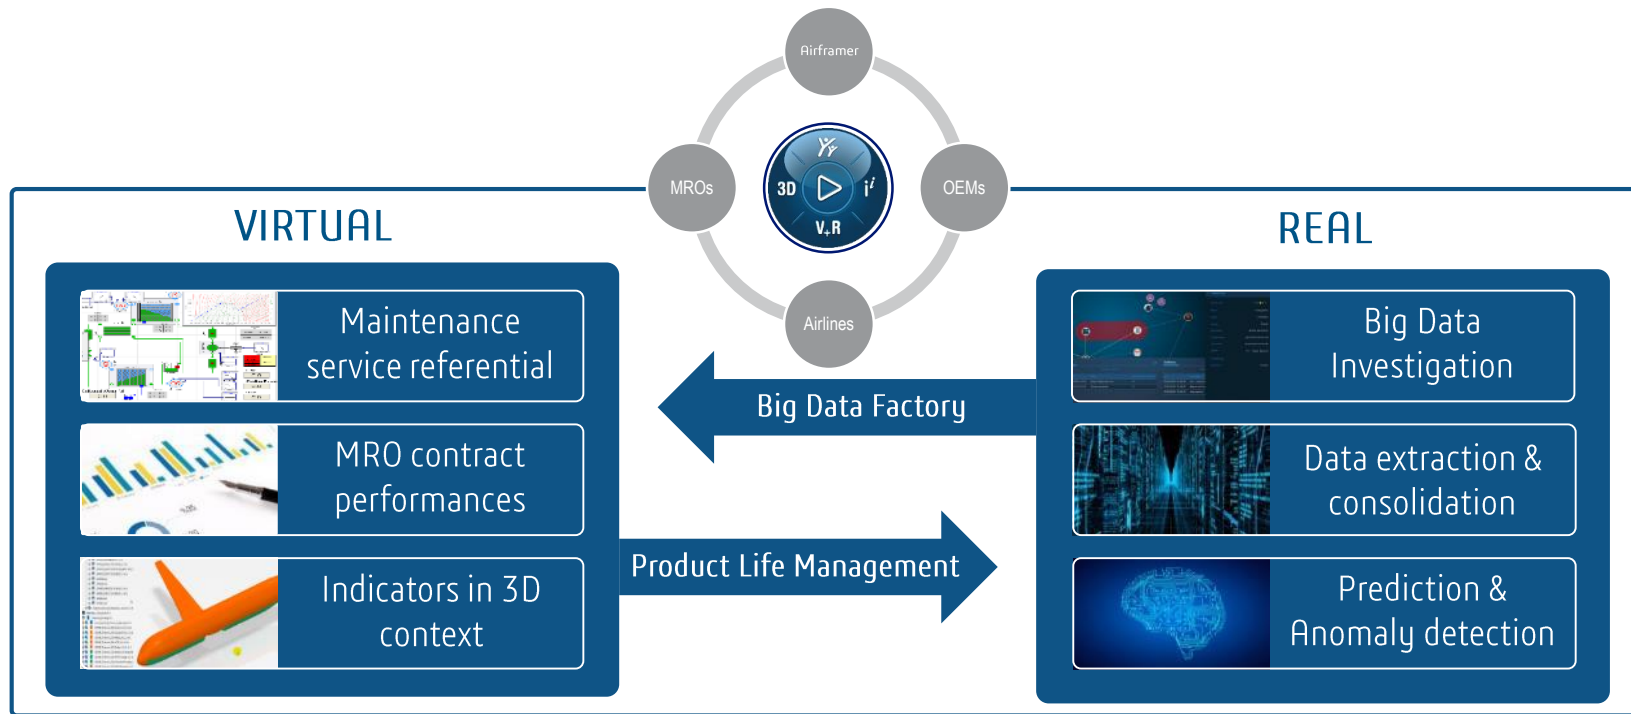 Airframer
MROs
3D
V+R
OEMs
Airlines
VIRTUAL
REAL
Maintenance
service referential
MRO contract
performances
Indicators in 3D
context
Big Data Factory
Product Life Management
Big Data
Investigation
Data extraction &
consolidation
Prediction &
Anomaly detection